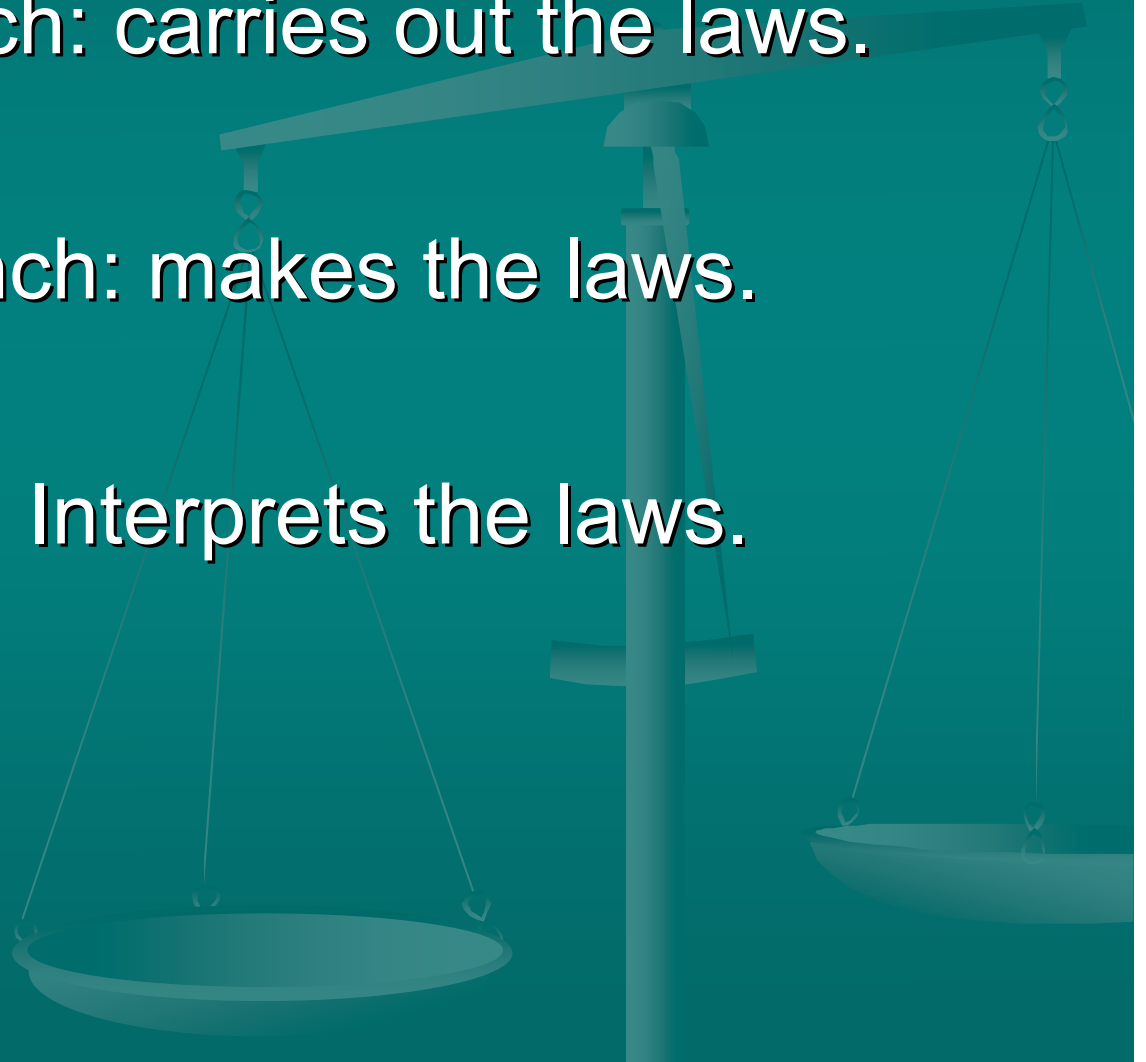 ch: carries out the laws.
nch: makes the laws.
Interprets the laws.